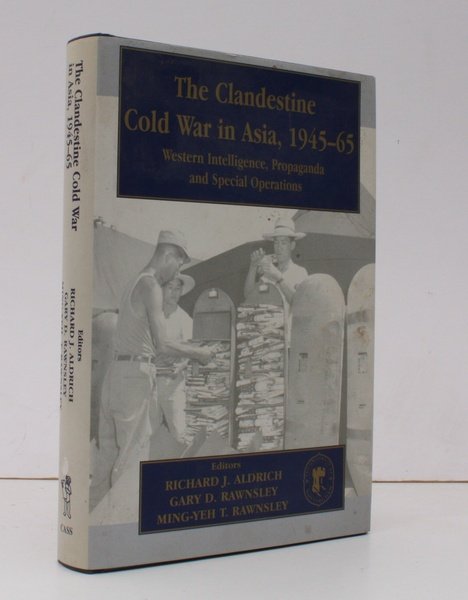 The Clandestine
Cold War in Asia, 1945–65
Western Intelligence, Propaganda
and Special Operations
Editors
RICHARD J. ALDRICH
GARY D. RAWNSLEY
MING-YEH T. RAWNSLEY
The Clandestine Cold War
in Asia, 1945–65
Editors
RICHARD J. ALDRICH
GARY D. RAWNSLEY
CASS